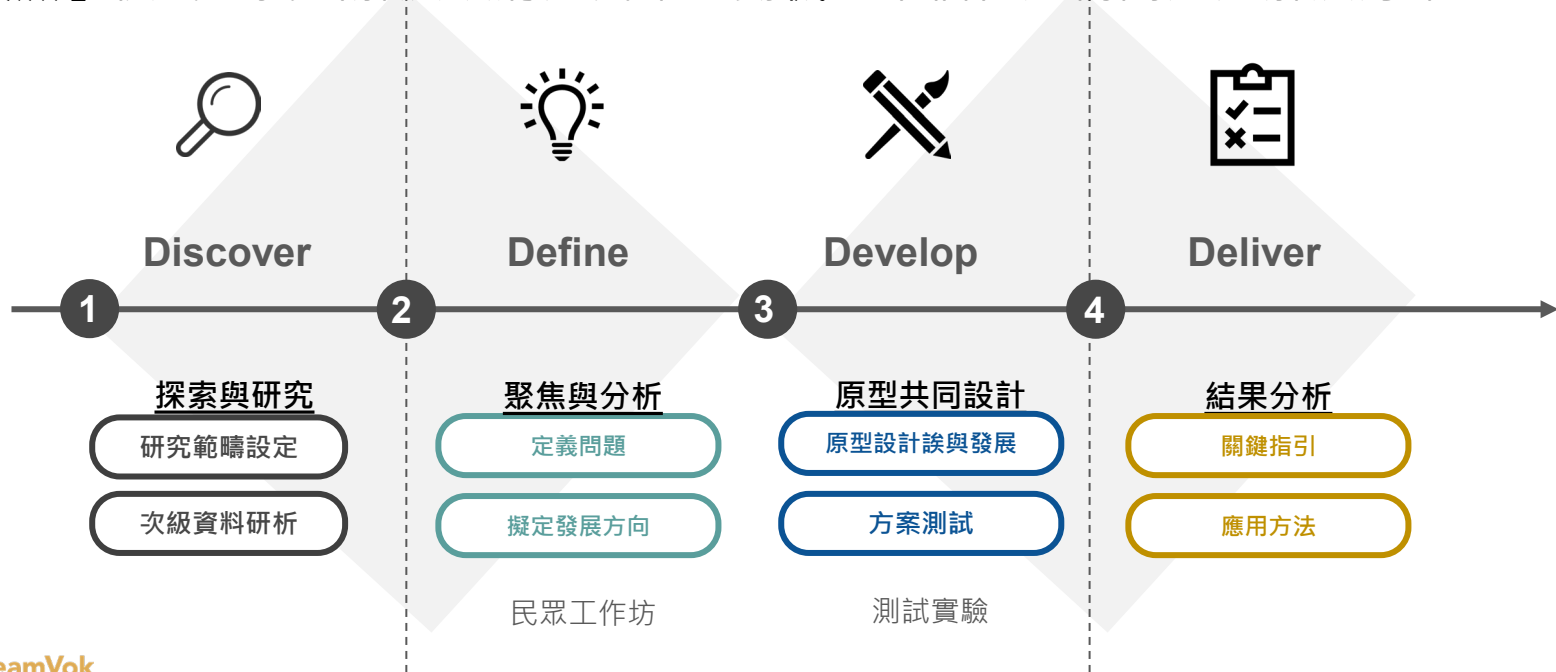 Discover
Define
Develop
Deliver
1
2
3
4
探索與研究
聚焦與分析
原型共同設計
結果分析
研究範疇設定
定義問題
原型設計誒與發展
關鍵指引
次級資料研析
擬定發展方向
方案測試
應用方法
民眾工作坊
測試實驗
eamVok